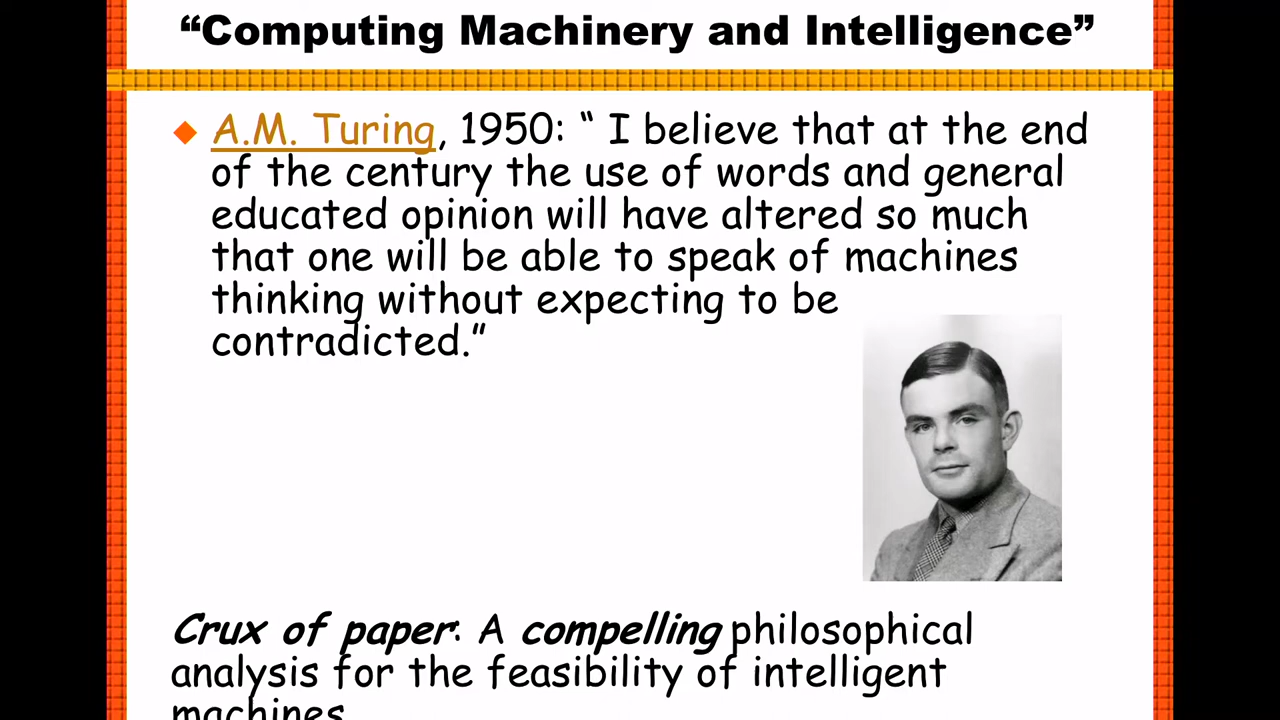 “Computing Machinery and Intelligence”
A.M. Turing, 1950: “ I believe that at the end
of the century the use of words and general
educated opinion will have altered so much
that one will be able to speak of machines
thinking without expecting to be
contradicted.”
Crux of paper: A compelling philosophical
analysis for the feasibility of intelligent
machines